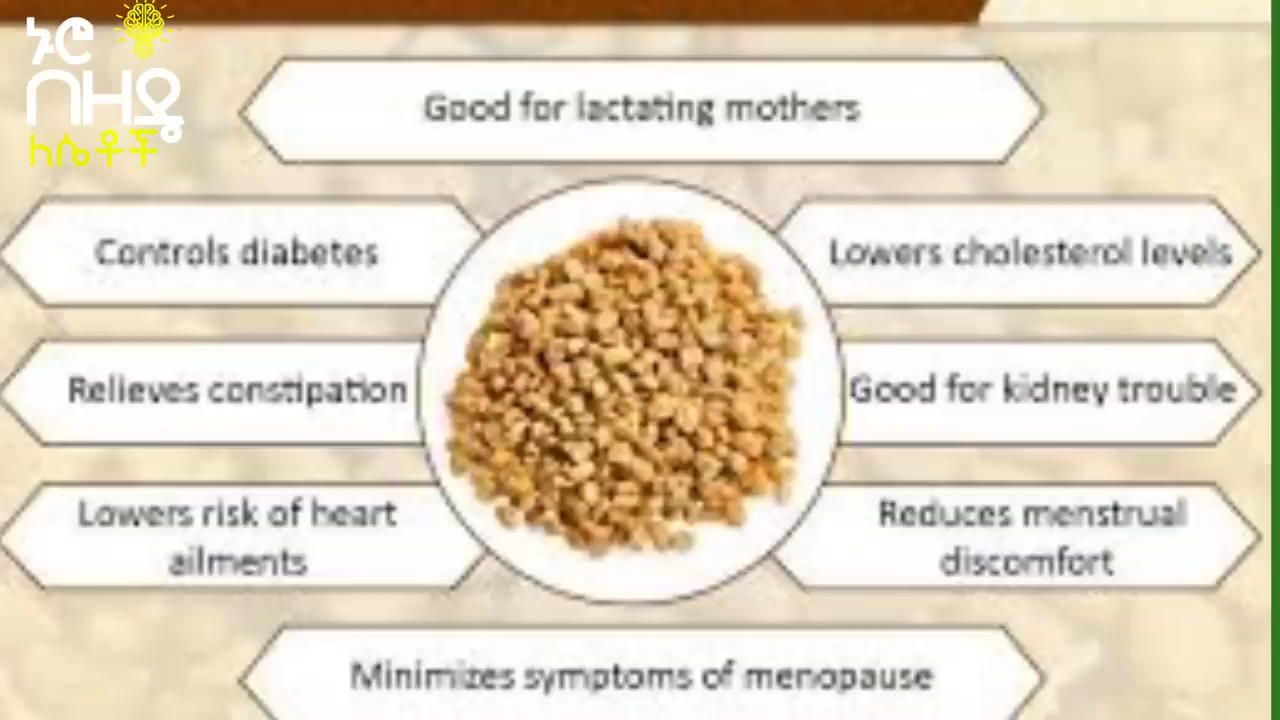 ኑሮ
በዘዴ
ለሴቶች
Good for lactating mothers
Controls diabetes
Lowers cholesterol levels
Relieves constipation
Good for kidney trouble
Lowers risk of heart
ailments
Reduces menstrual
discomfort
Minimizes symptoms of menopause